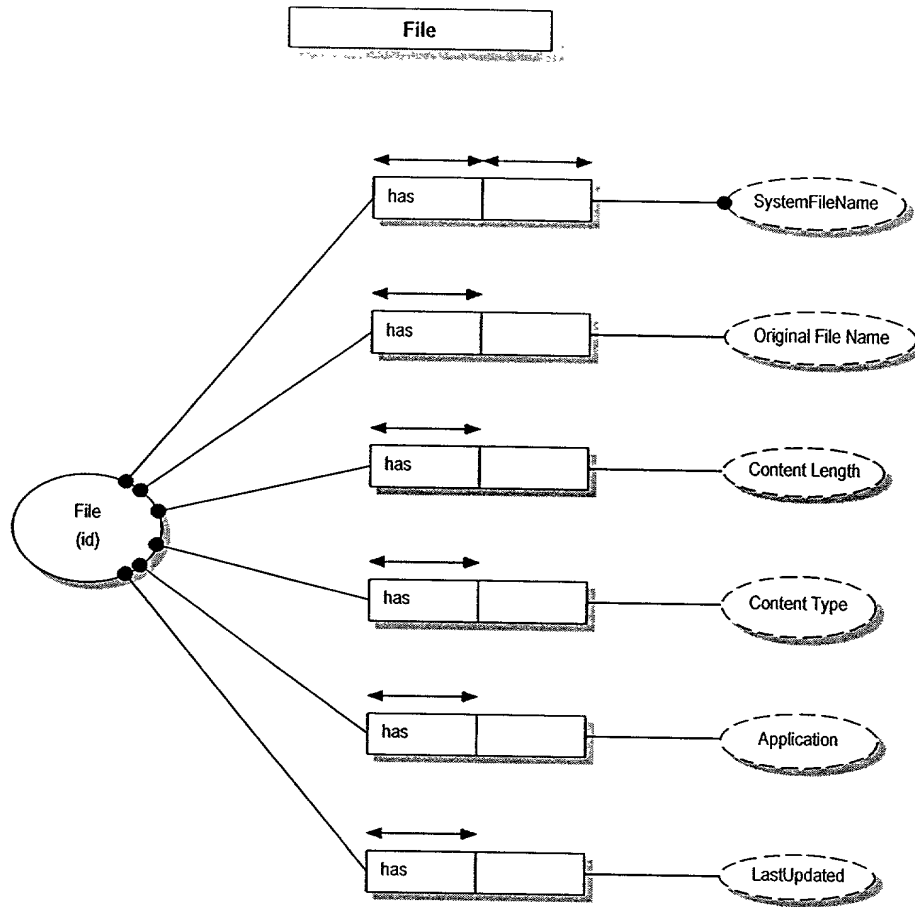 File
has
SystemFileName
has
Original File Name
has
Content Length
File
(id)
has
Content Type
has
Application
has
LastUpdated